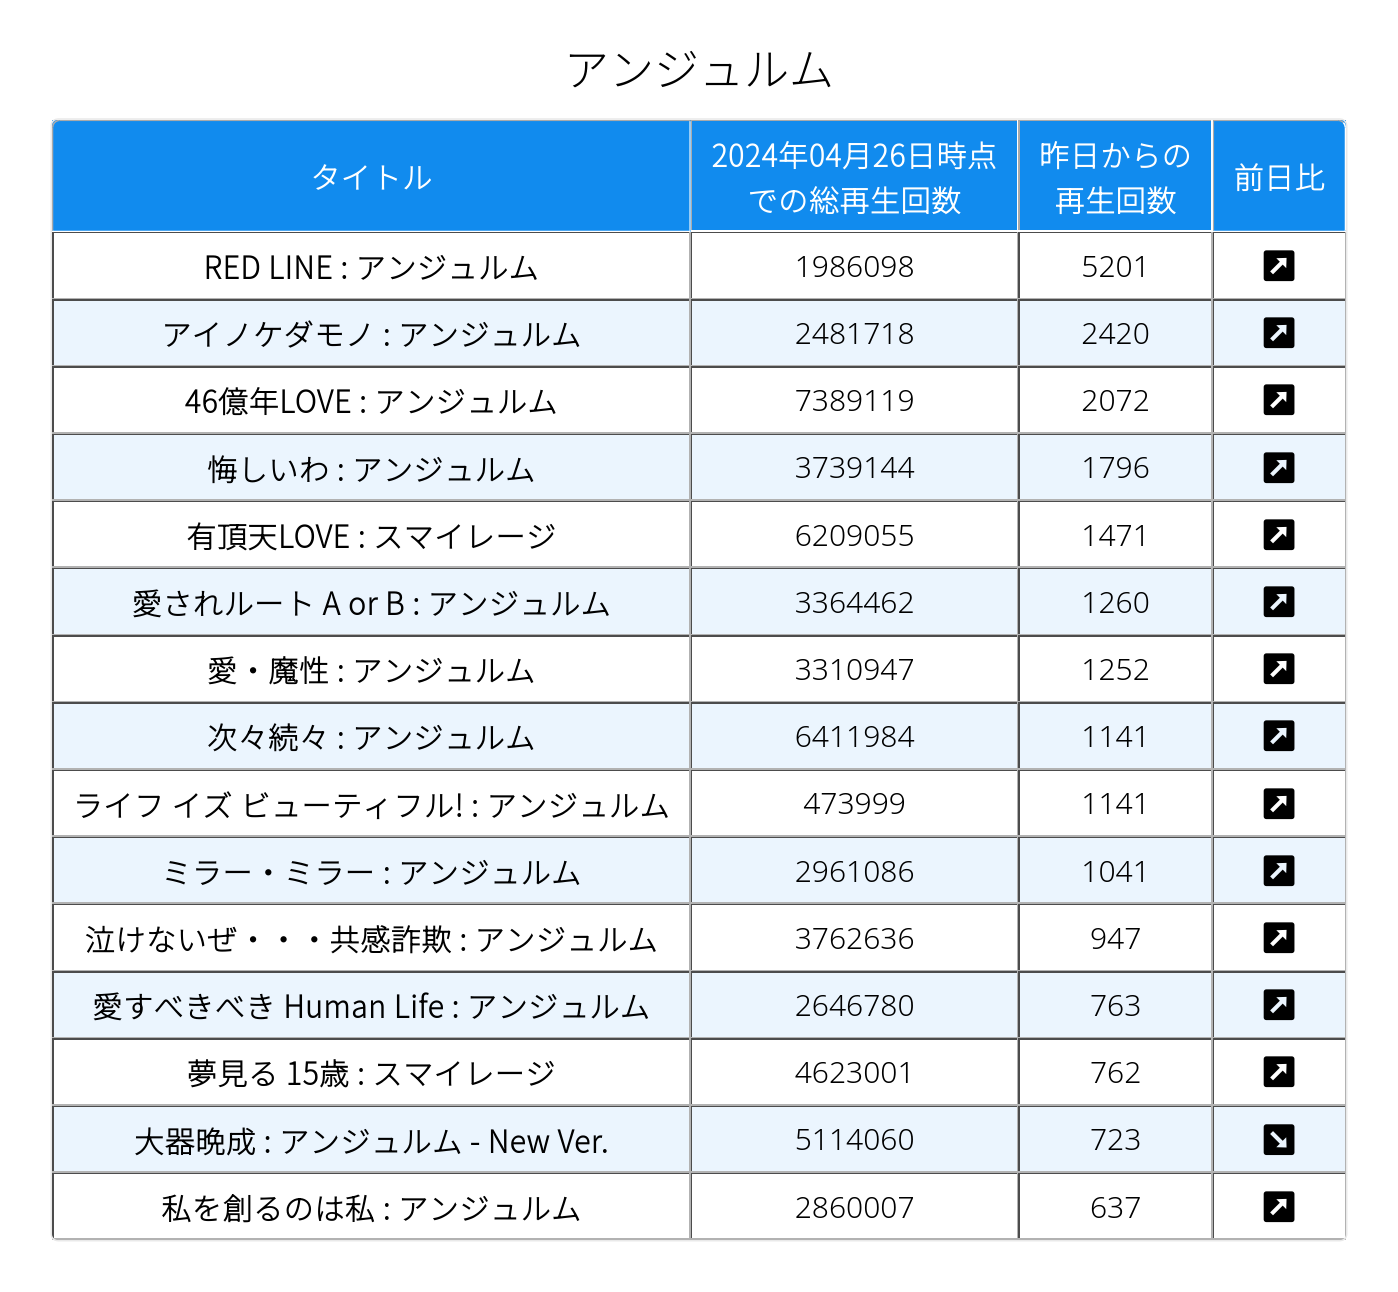 アンジュルム
タイトル
2024年04月26日時点
での総再生回数
昨日からの
再生回数
前日比
RED LINE : アンジュルム 1986098 5201
アイノケダモノ : アンジュルム 2481718 2420
46億年LOVE : アンジュルム 7389119 2072
悔しいわ : アンジュルム 3739144 1796
有頂天LOVE : スマイレージ 6209055 1471
愛されルート A or B : アンジュルム 3364462 1260
愛・魔性 : アンジュルム 3310947 1252
次々続々 : アンジュルム 6411984 1141
ライフ イズ ビューティフル! : アンジュルム 473999 1141
ミラー・ミラー : アンジュルム 2961086 1041
泣けないぜ・・・共感詐欺 : アンジュルム 3762636 947
愛すべきべき Human Life : アンジュルム 2646780 763
夢見る 15歳 : スマイレージ 4623001 762
大器晩成 : アンジュルム - New Ver. 5114060 723
私を創るのは私 : アンジュルム 2860007 637